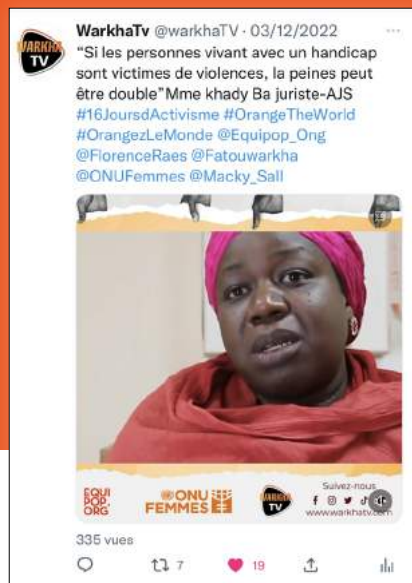 WARKHA TV
WarkhaTv @warkhaTV · 03/12/2022 ...
“Si les personnes vivant avec un handicap
sont victimes de violences, la peines peut
être double”Mme khady Ba juriste-AJS
#16JoursdActivisme #OrangeTheWorld
#OrangezLeMonde @Equipop_Ong
@FlorenceRaes @Fatouwarkha
@ONUFemmes @Macky_Sall
EQUI
POP.
ORG
ONU
FEMMES
WARKHA
TV
Suivez-nous
www.warkhatv.com
335 vues
7
19